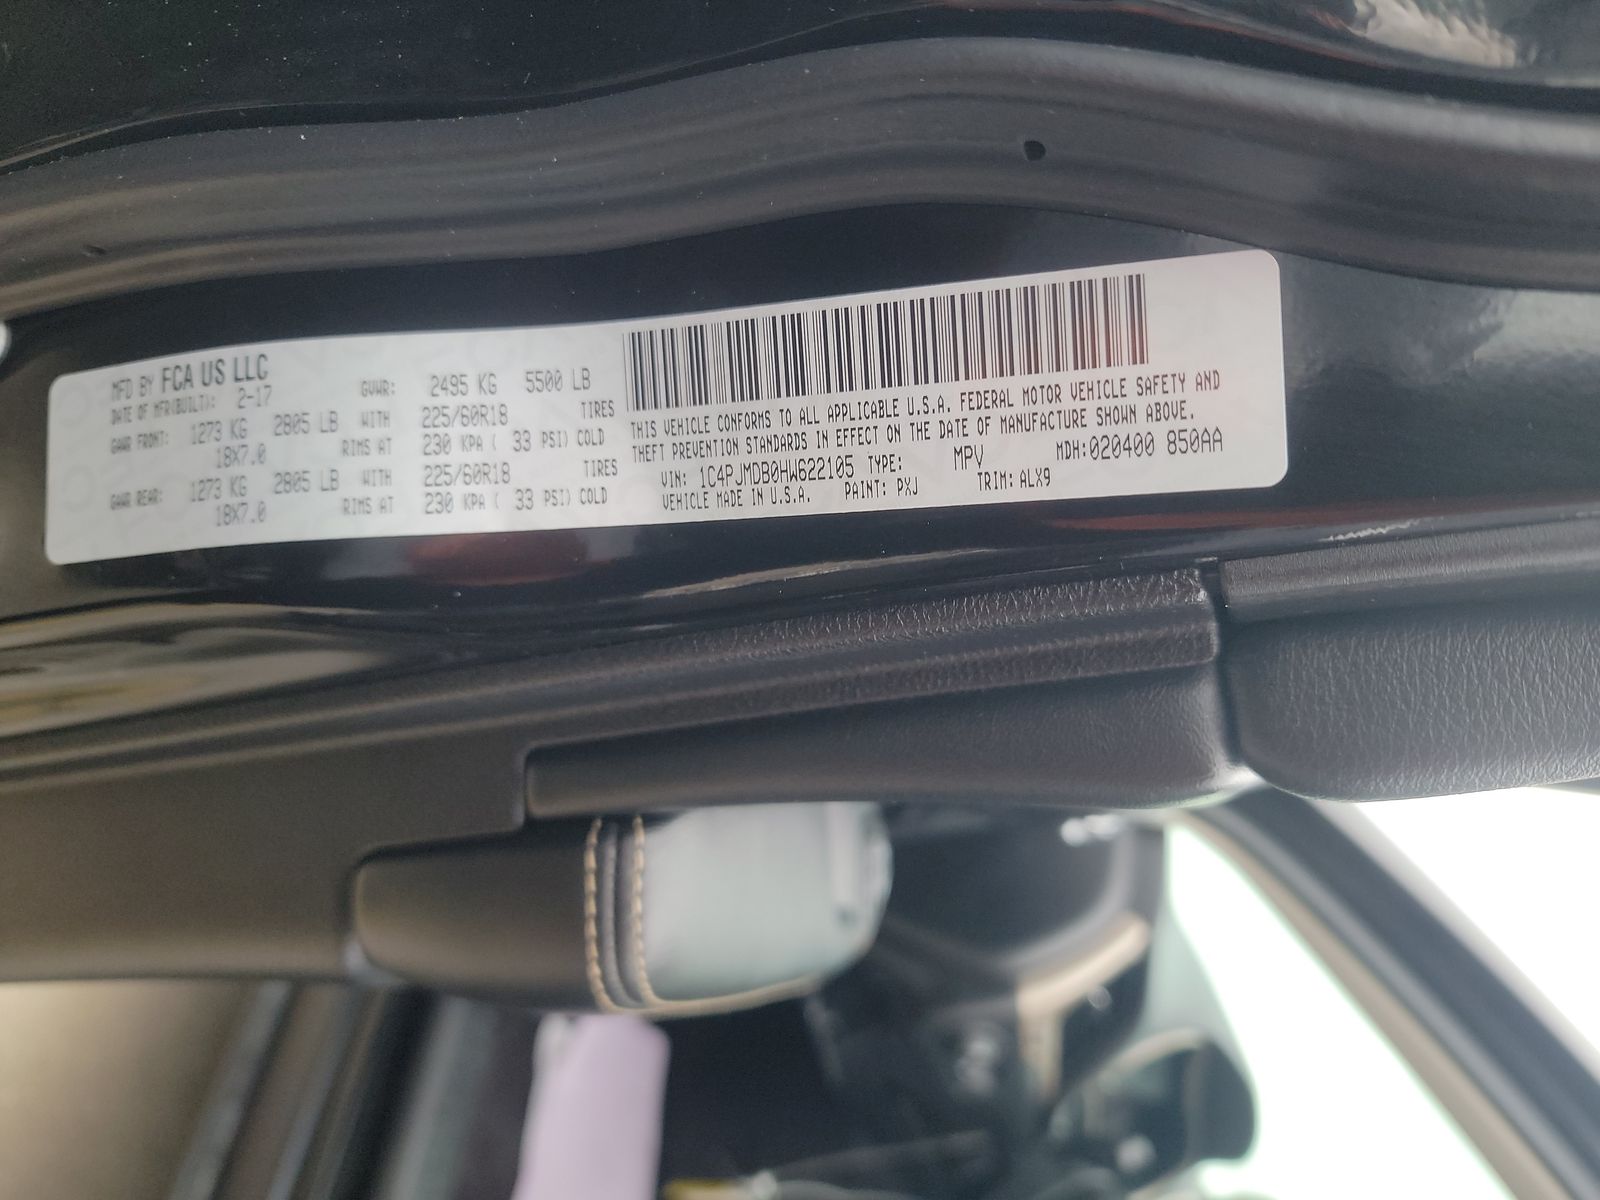 MFD BY FCA US LLC
DATE OF MFR(BUILT): 2-17 GVWR: 2495 KG 5500 LB
GAWR FRONT: 1273 KG 2805 LB WITH 225/60R18 TIRES
18X7.0 RIMS AT 230 KPA ( 33 PSI) COLD
GAWR REAR: 1273 KG 2805 LB WITH 225/60R18 TIRES
18X7.0 RIMS AT 230 KPA ( 33 PSI) COLD
THIS VEHICLE CONFORMS TO ALL APPLICABLE U.S.A. FEDERAL MOTOR VEHICLE SAFETY AND
THEFT PREVENTION STANDARDS IN EFFECT ON THE DATE OF MANUFACTURE SHOWN ABOVE.
VIN: 1C4PJMDB0HW622105 TYPE: MPV MDH:020400 850AA
VEHICLE MADE IN U.S.A. PAINT: PXJ TRIM: ALX9